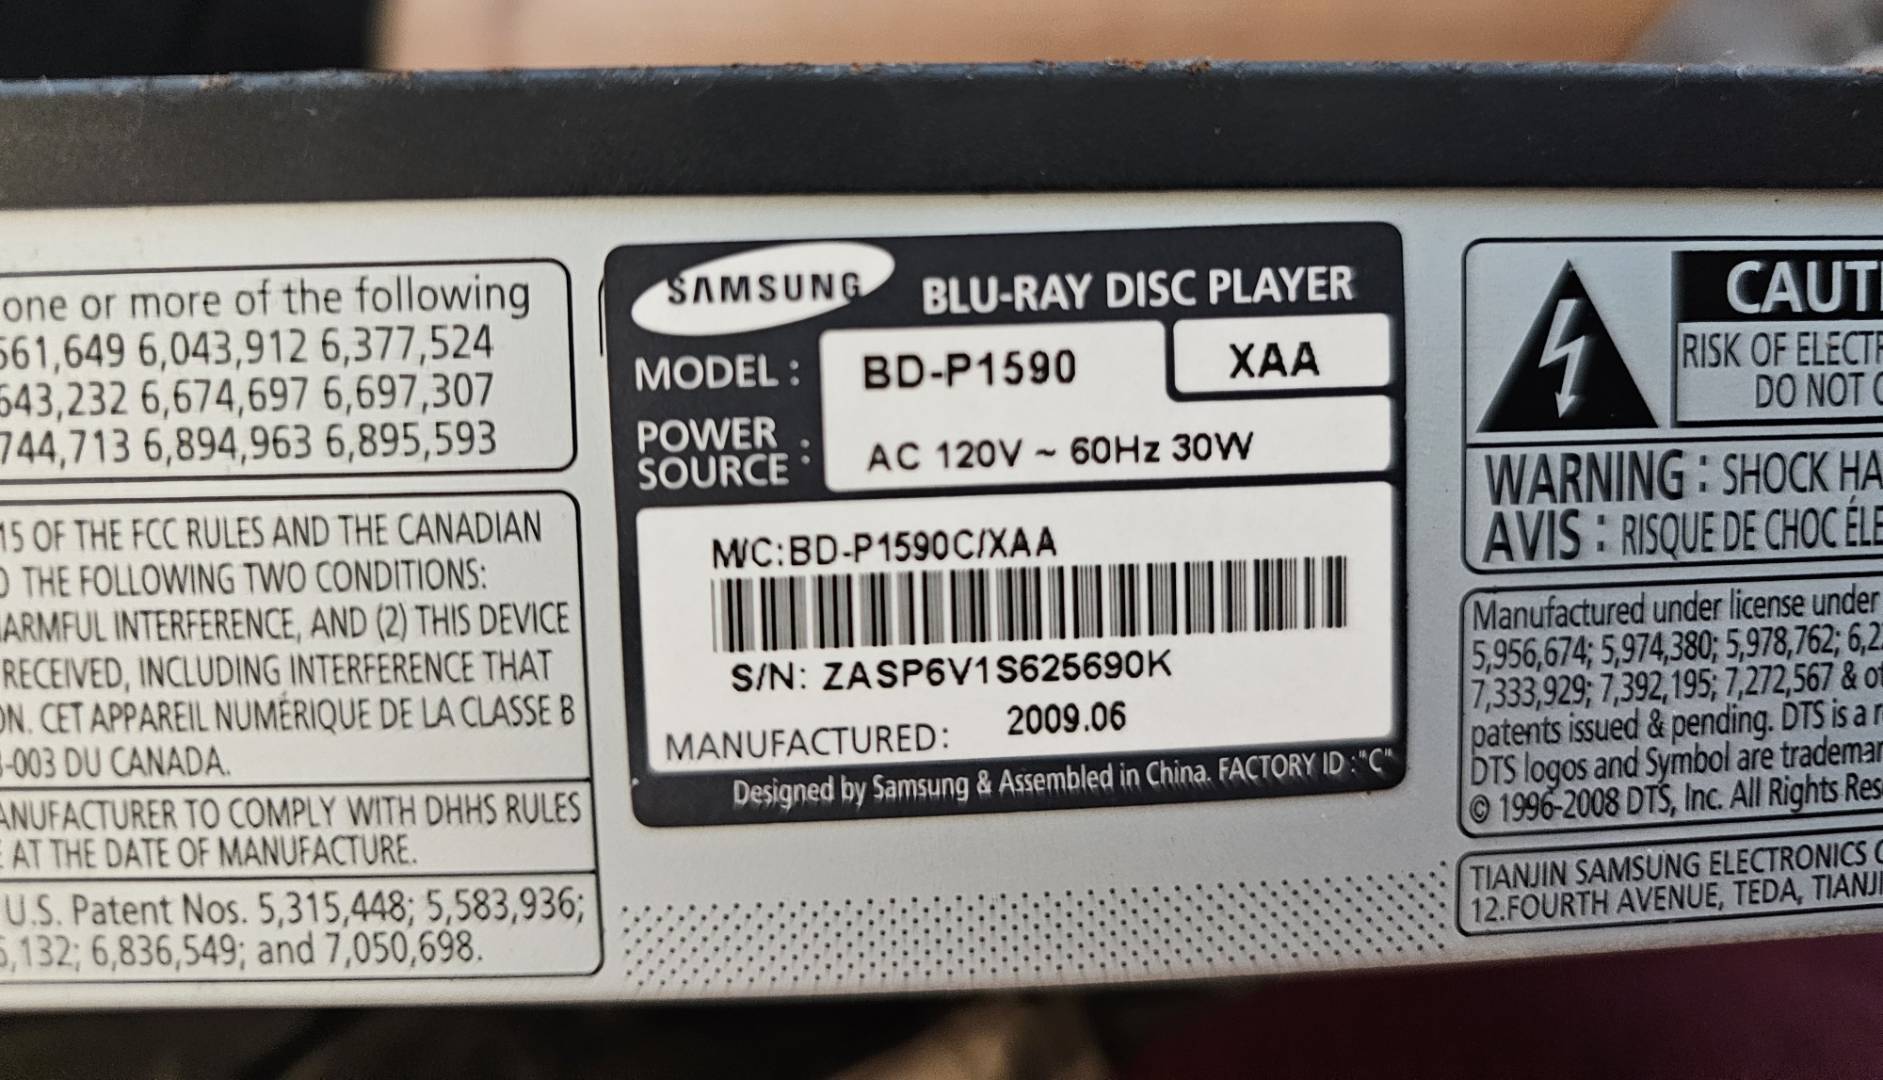 one or more of the following
561,649 6,043,912 6,377,524
643,232 6,674,697 6,697,307
744,713 6,894,963 6,895,593
15 OF THE FCC RULES AND THE CANADIAN
THE FOLLOWING TWO CONDITIONS:
ARMFUL INTERFERENCE, AND (2) THIS DEVICE
RECEIVED, INCLUDING INTERFERENCE THAT
ON. CET APPAREIL NUMÉRIQUE DE LA CLASSE B
-003 DU CANADA.
ANUFACTURER TO COMPLY WITH DHHS RULES
AT THE DATE OF MANUFACTURE.
U.S. Patent Nos. 5,315,448; 5,583,936;
,132; 6,836,549; and 7,050,698.
SAMSUNG BLU-RAY DISC PLAYER
MODEL : BD-P1590 XAA
POWER SOURCE : AC 120V ~ 60Hz 30W
M/C:BD-P1590C/XAA
S/N: ZASP6V1S625690K
MANUFACTURED: 2009.06
Designed by Samsung & Assembled in China. FACTORY ID :"C"
CAUTI
RISK OF ELECTR
DO NOT O
WARNING : SHOCK HA
AVIS : RISQUE DE CHOC ÉLE
Manufactured under license under
5,956,674; 5,974,380; 5,978,762; 6,2
7,333,929; 7,392,195; 7,272,567 & ot
patents issued & pending. DTS is a r
DTS logos and Symbol are trademar
© 1996-2008 DTS, Inc. All Rights Res
TIANJIN SAMSUNG ELECTRONICS C
12.FOURTH AVENUE, TEDA, TIANJI